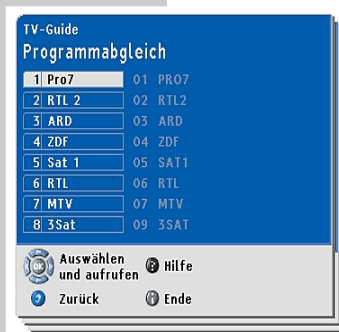 TV-Guide
Programmabgleich
1 Pro7 01 PRO7
2 RTL 2 02 RTL2
3 ARD 03 ARD
4 ZDF 04 ZDF
5 Sat 1 05 SAT1
6 RTL 06 RTL
7 MTV 07 MTV
8 3Sat 09 3SAT
OK Auswählen
und aufrufen
? Hilfe
Zurück
Ende